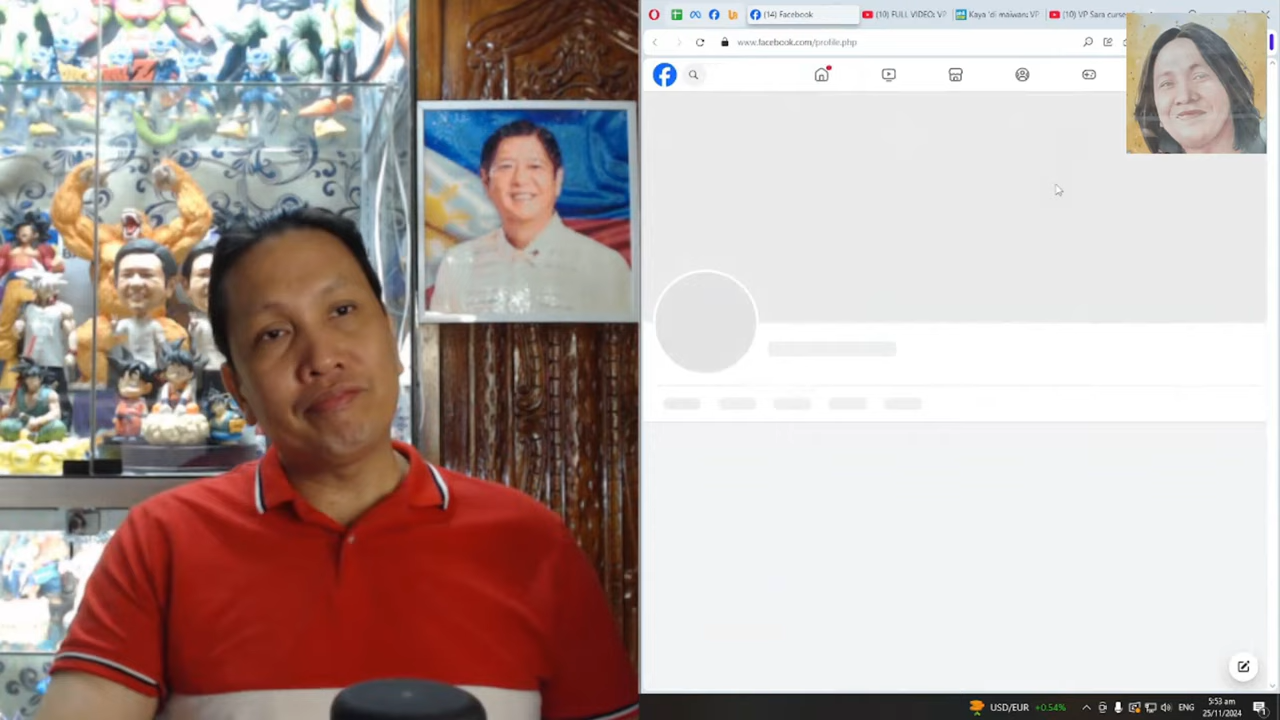 (14) Facebook
(10) FULL VIDEO: VP
Kaya 'di maiwan: VP
(10) VP Sara curse
www.facebook.com/profile.php
USD/EUR
+0.54%
ENG
5:53 am
25/11/2024